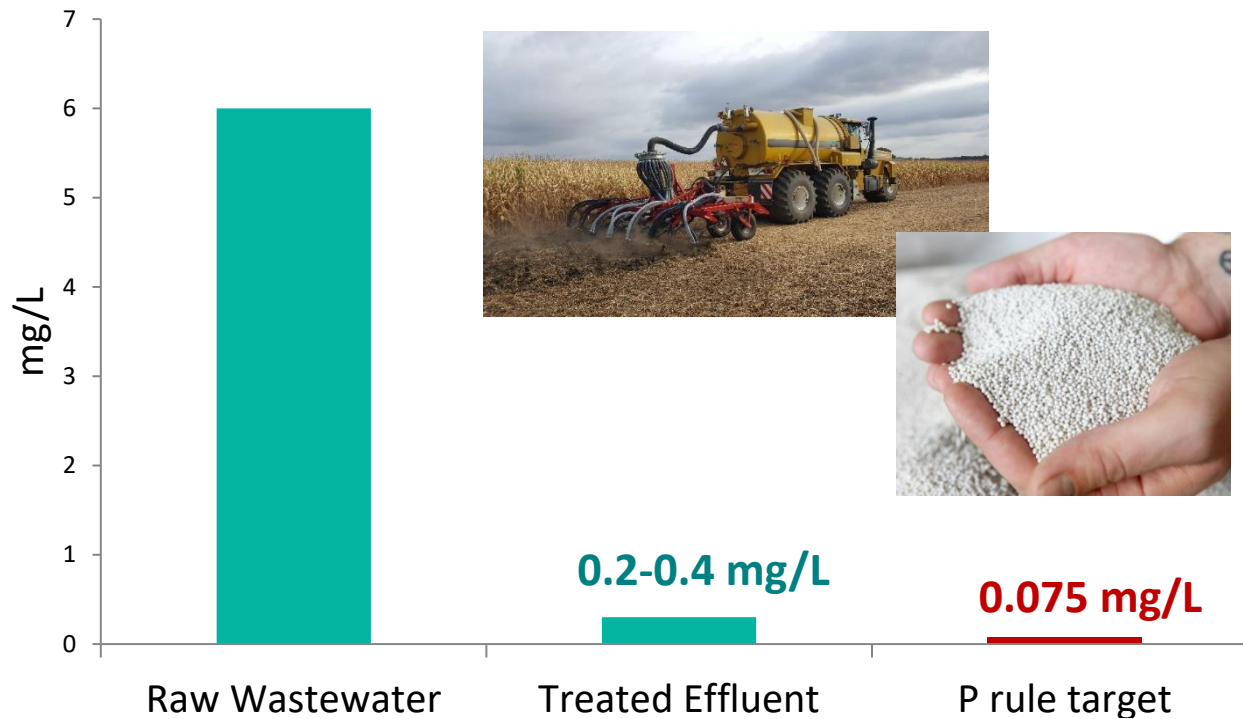 7
6
5
4
3
2
1
0
mg/L
0.2-0.4 mg/L
0.075 mg/L
Raw Wastewater
Treated Effluent
P rule target